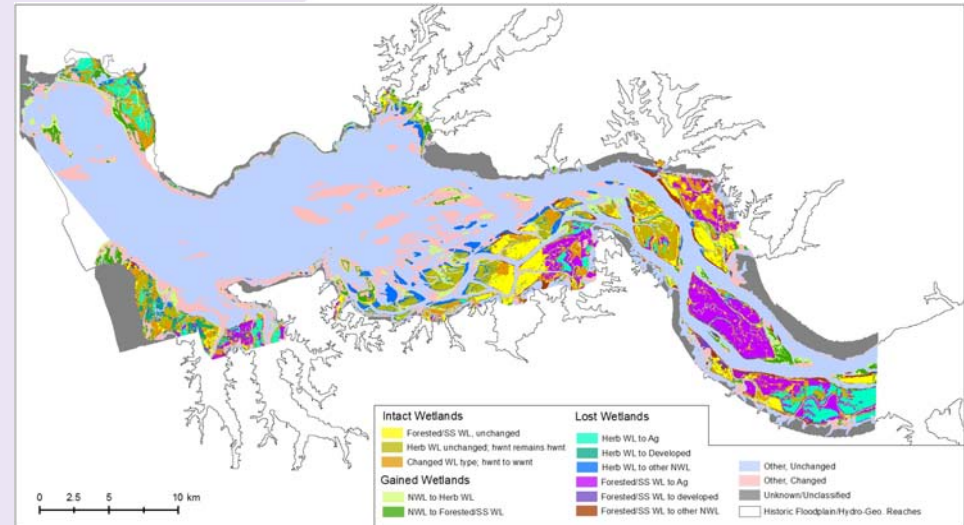 Intact Wetlands
Forested/SS WL, unchanged
Herb WL unchanged; hwnt remains hwnt
Changed WL type; hwnt to wwnt
Gained Wetlands
NWL to Herb WL
NWL to Forested/SS WL
Lost Wetlands
Herb WL to Ag
Herb WL to Developed
Herb WL to other NWL
Forested/SS WL to Ag
Forested/SS WL to developed
Forested/SS WL to other NWL
Other, Unchanged
Other, Changed
Unknown/Unclassified
Historic Floodplain/Hydro-Geo. Reaches
0 2.5 5 10 km